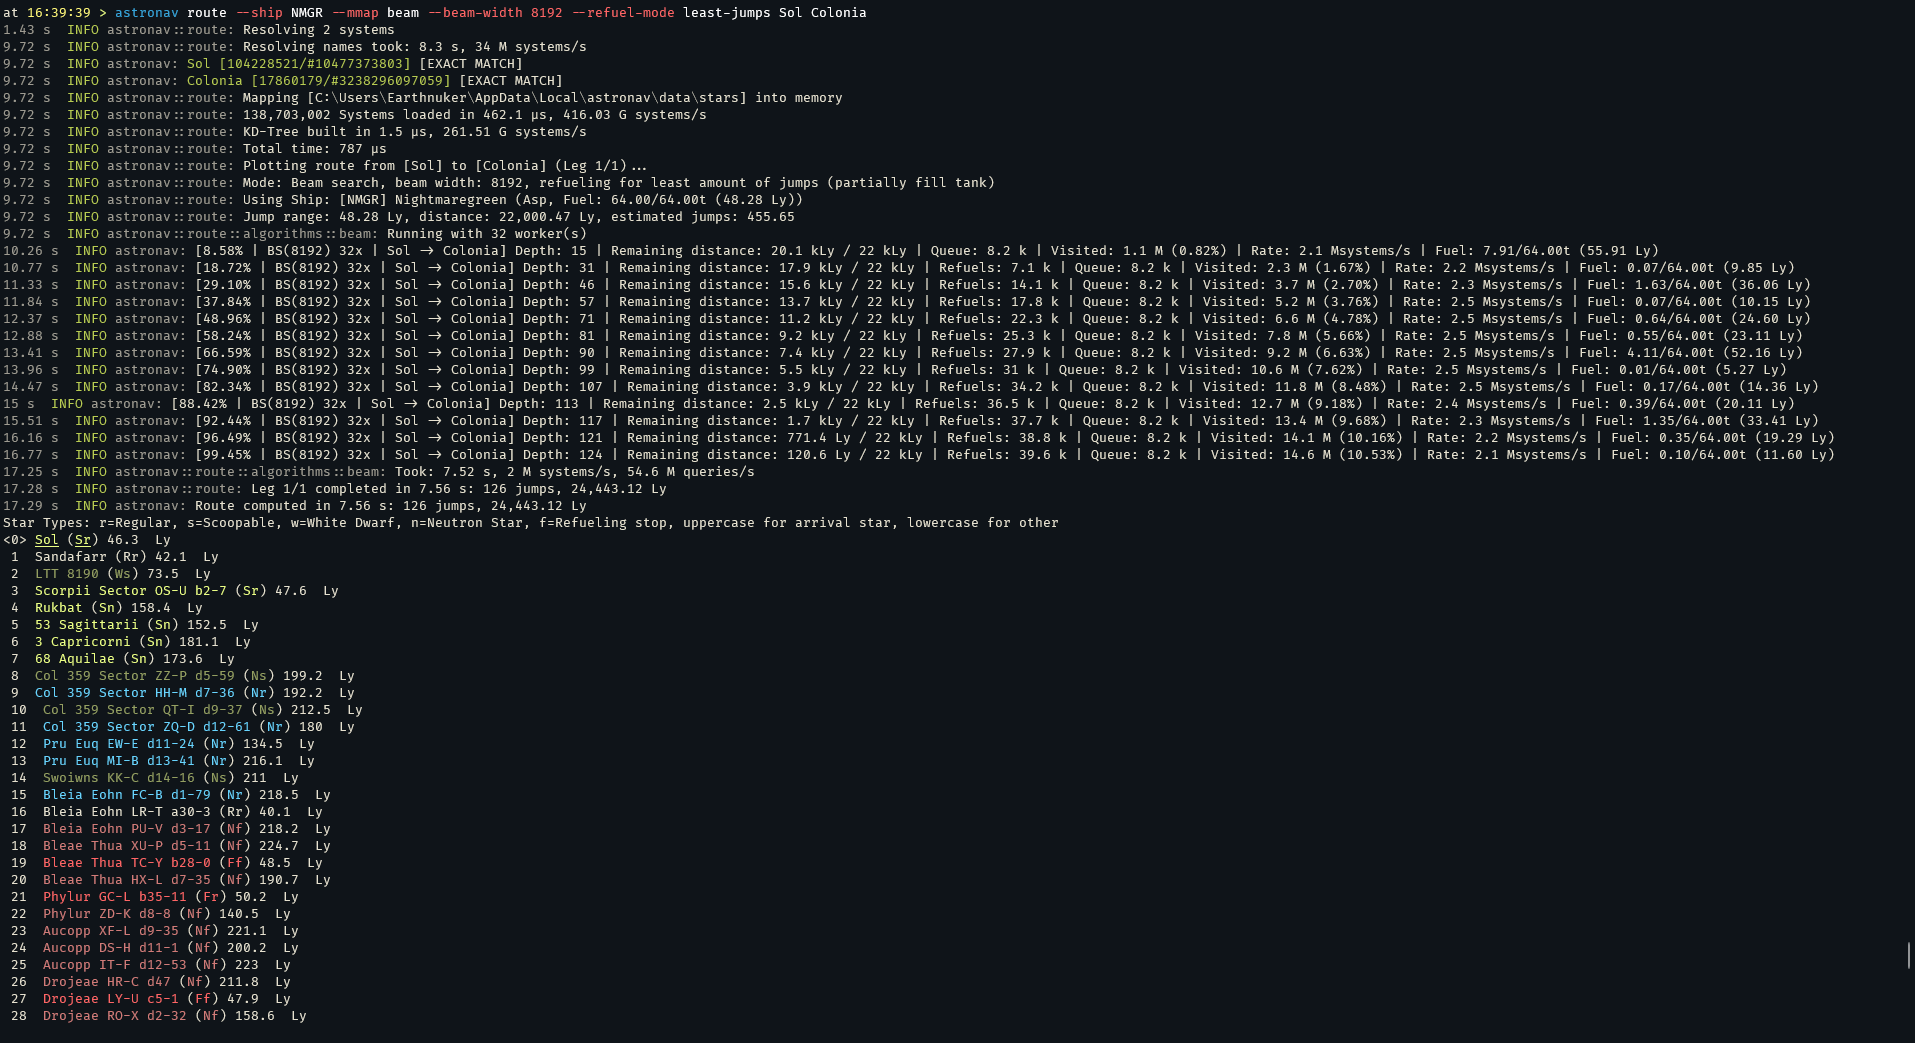 at 16:39:39 > astronav route --ship NMGR --mmap beam --beam-width 8192 --refuel-mode least-jumps Sol Colonia
1.43 s  INFO astronav::route: Resolving 2 systems
9.72 s  INFO astronav::route: Resolving names took: 8.3 s, 34 M systems/s
9.72 s  INFO astronav: Sol [104228521/#10477373803] [EXACT MATCH]
9.72 s  INFO astronav: Colonia [17860179/#3238296097059] [EXACT MATCH]
9.72 s  INFO astronav::route: Mapping [C:\Users\Earthnuker\AppData\Local\astronav\data\stars] into memory
9.72 s  INFO astronav::route: 138,703,002 Systems loaded in 462.1 µs, 416.03 G systems/s
9.72 s  INFO astronav::route: KD-Tree built in 1.5 µs, 261.51 G systems/s
9.72 s  INFO astronav::route: Total time: 787 µs
9.72 s  INFO astronav::route: Plotting route from [Sol] to [Colonia] (Leg 1/1)...
9.72 s  INFO astronav::route: Mode: Beam search, beam width: 8192, refueling for least amount of jumps (partially fill tank)
9.72 s  INFO astronav::route: Using Ship: [NMGR] Nightmaregreen (Asp, Fuel: 64.00/64.00t (48.28 Ly))
9.72 s  INFO astronav::route: Jump range: 48.28 Ly, distance: 22,000.47 Ly, estimated jumps: 455.65
9.72 s  INFO astronav::route::algorithms::beam: Running with 32 worker(s)
10.26 s  INFO astronav: [8.58% | BS(8192) 32x | Sol → Colonia] Depth: 15 | Remaining distance: 20.1 kLy / 22 kLy | Queue: 8.2 k | Visited: 1.1 M (0.82%) | Rate: 2.1 Msystems/s | Fuel: 7.91/64.00t (55.91 Ly)
10.77 s  INFO astronav: [18.72% | BS(8192) 32x | Sol → Colonia] Depth: 31 | Remaining distance: 17.9 kLy / 22 kLy | Refuels: 7.1 k | Queue: 8.2 k | Visited: 2.3 M (1.67%) | Rate: 2.2 Msystems/s | Fuel: 0.07/64.00t (9.85 Ly)
11.33 s  INFO astronav: [29.10% | BS(8192) 32x | Sol → Colonia] Depth: 46 | Remaining distance: 15.6 kLy / 22 kLy | Refuels: 14.1 k | Queue: 8.2 k | Visited: 3.7 M (2.70%) | Rate: 2.3 Msystems/s | Fuel: 1.63/64.00t (36.06 Ly)
11.84 s  INFO astronav: [37.84% | BS(8192) 32x | Sol → Colonia] Depth: 57 | Remaining distance: 13.7 kLy / 22 kLy | Refuels: 17.8 k | Queue: 8.2 k | Visited: 5.2 M (3.76%) | Rate: 2.5 Msystems/s | Fuel: 0.07/64.00t (10.15 Ly)
12.37 s  INFO astronav: [48.96% | BS(8192) 32x | Sol → Colonia] Depth: 71 | Remaining distance: 11.2 kLy / 22 kLy | Refuels: 22.3 k | Queue: 8.2 k | Visited: 6.6 M (4.78%) | Rate: 2.5 Msystems/s | Fuel: 0.64/64.00t (24.60 Ly)
12.88 s  INFO astronav: [58.24% | BS(8192) 32x | Sol → Colonia] Depth: 81 | Remaining distance: 9.2 kLy / 22 kLy | Refuels: 25.3 k | Queue: 8.2 k | Visited: 7.8 M (5.66%) | Rate: 2.5 Msystems/s | Fuel: 0.55/64.00t (23.11 Ly)
13.41 s  INFO astronav: [66.59% | BS(8192) 32x | Sol → Colonia] Depth: 90 | Remaining distance: 7.4 kLy / 22 kLy | Refuels: 27.9 k | Queue: 8.2 k | Visited: 9.2 M (6.63%) | Rate: 2.5 Msystems/s | Fuel: 4.11/64.00t (52.16 Ly)
13.96 s  INFO astronav: [74.90% | BS(8192) 32x | Sol → Colonia] Depth: 99 | Remaining distance: 5.5 kLy / 22 kLy | Refuels: 31 k | Queue: 8.2 k | Visited: 10.6 M (7.62%) | Rate: 2.5 Msystems/s | Fuel: 0.01/64.00t (5.27 Ly)
14.47 s  INFO astronav: [82.34% | BS(8192) 32x | Sol → Colonia] Depth: 107 | Remaining distance: 3.9 kLy / 22 kLy | Refuels: 34.2 k | Queue: 8.2 k | Visited: 11.8 M (8.48%) | Rate: 2.5 Msystems/s | Fuel: 0.17/64.00t (14.36 Ly)
15 s  INFO astronav: [88.42% | BS(8192) 32x | Sol → Colonia] Depth: 113 | Remaining distance: 2.5 kLy / 22 kLy | Refuels: 36.5 k | Queue: 8.2 k | Visited: 12.7 M (9.18%) | Rate: 2.4 Msystems/s | Fuel: 0.39/64.00t (20.11 Ly)
15.51 s  INFO astronav: [92.44% | BS(8192) 32x | Sol → Colonia] Depth: 117 | Remaining distance: 1.7 kLy / 22 kLy | Refuels: 37.7 k | Queue: 8.2 k | Visited: 13.4 M (9.68%) | Rate: 2.3 Msystems/s | Fuel: 1.35/64.00t (33.41 Ly)
16.16 s  INFO astronav: [96.49% | BS(8192) 32x | Sol → Colonia] Depth: 121 | Remaining distance: 771.4 Ly / 22 kLy | Refuels: 38.8 k | Queue: 8.2 k | Visited: 14.1 M (10.16%) | Rate: 2.2 Msystems/s | Fuel: 0.35/64.00t (19.29 Ly)
16.77 s  INFO astronav: [99.45% | BS(8192) 32x | Sol → Colonia] Depth: 124 | Remaining distance: 120.6 Ly / 22 kLy | Refuels: 39.6 k | Queue: 8.2 k | Visited: 14.6 M (10.53%) | Rate: 2.1 Msystems/s | Fuel: 0.10/64.00t (11.60 Ly)
17.25 s  INFO astronav::route::algorithms::beam: Took: 7.52 s, 2 M systems/s, 54.6 M queries/s
17.28 s  INFO astronav::route: Leg 1/1 completed in 7.56 s: 126 jumps, 24,443.12 Ly
17.29 s  INFO astronav: Route computed in 7.56 s: 126 jumps, 24,443.12 Ly
Star Types: r=Regular, s=Scoopable, w=White Dwarf, n=Neutron Star, f=Refueling stop, uppercase for arrival star, lowercase for other
<0> Sol (Sr) 46.3  Ly
1  Sandafarr (Rr) 42.1  Ly
2  LTT 8190 (Ws) 73.5  Ly
3  Scorpii Sector OS-U b2-7 (Sr) 47.6  Ly
4  Rukbat (Sn) 158.4  Ly
5  53 Sagittarii (Sn) 152.5  Ly
6  3 Capricorni (Sn) 181.1  Ly
7  68 Aquilae (Sn) 173.6  Ly
8  Col 359 Sector ZZ-P d5-59 (Ns) 199.2  Ly
9  Col 359 Sector HH-M d7-36 (Nr) 192.2  Ly
10  Col 359 Sector QT-I d9-37 (Ns) 212.5  Ly
11  Col 359 Sector ZQ-D d12-61 (Nr) 180  Ly
12  Pru Euq EW-E d11-24 (Nr) 134.5  Ly
13  Pru Euq MI-B d13-41 (Nr) 216.1  Ly
14  Swoiwns KK-C d14-16 (Ns) 211  Ly
15  Bleia Eohn FC-B d1-79 (Nr) 218.5  Ly
16  Bleia Eohn LR-T a30-3 (Rr) 40.1  Ly
17  Bleia Eohn PU-V d3-17 (Nf) 218.2  Ly
18  Bleae Thua XU-P d5-11 (Nf) 224.7  Ly
19  Bleae Thua TC-Y b28-0 (Ff) 48.5  Ly
20  Bleae Thua HX-L d7-35 (Nf) 190.7  Ly
21  Phylur GC-L b35-11 (Fr) 50.2  Ly
22  Phylur ZD-K d8-8 (Nf) 140.5  Ly
23  Aucopp XF-L d9-35 (Nf) 221.1  Ly
24  Aucopp DS-H d11-1 (Nf) 200.2  Ly
25  Aucopp IT-F d12-53 (Nf) 223  Ly
26  Drojeae HR-C d47 (Nf) 211.8  Ly
27  Drojeae LY-U c5-1 (Ff) 47.9  Ly
28  Drojeae RO-X d2-32 (Nf) 158.6  Ly